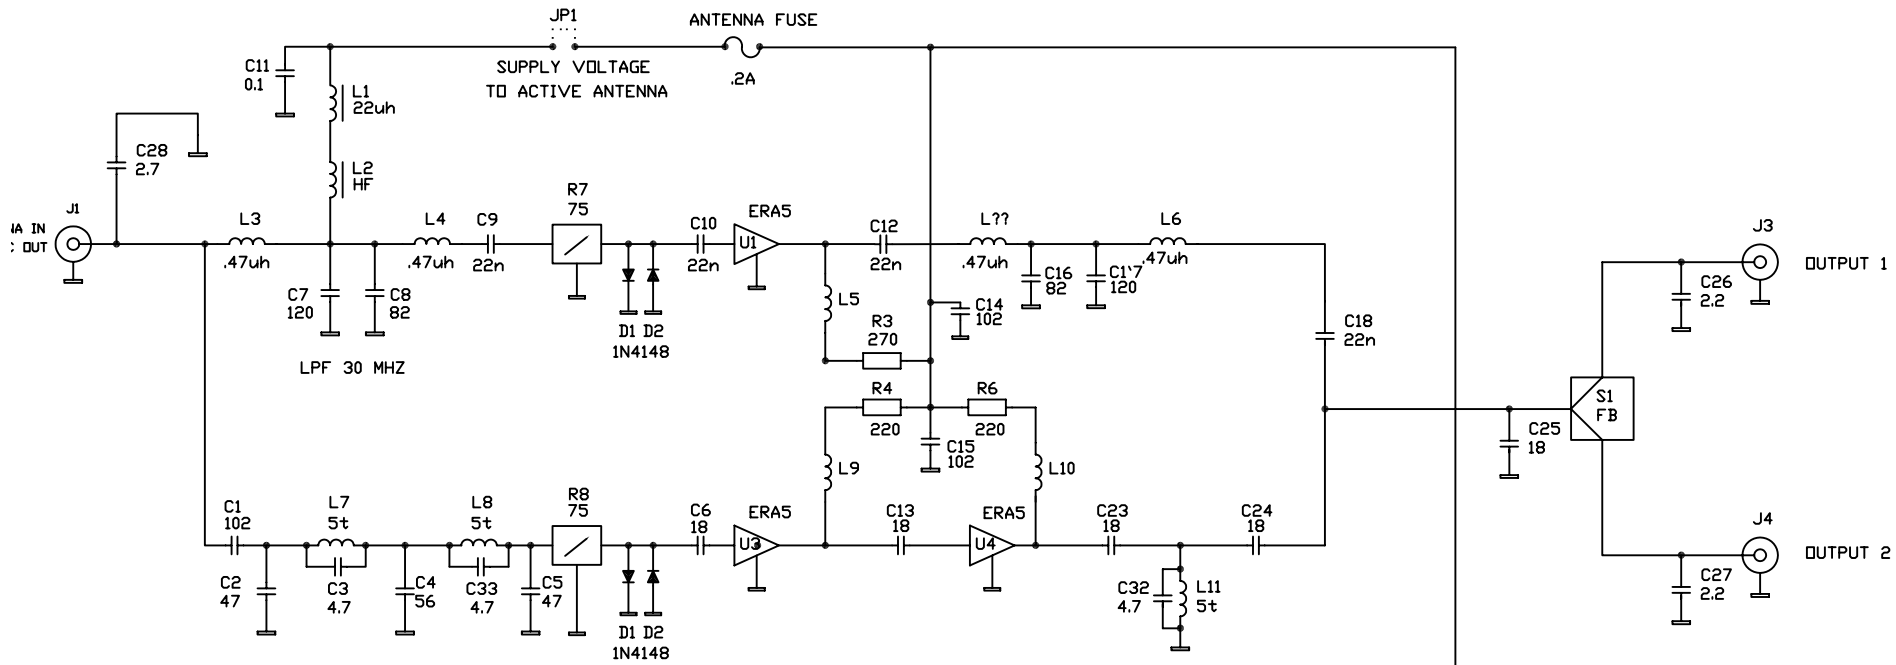 JP1
ANTENNA FUSE
SUPPLY VOLTAGE
TO ACTIVE ANTENNA
.2A
C11
0.1
L1
22uh
C28
2.7
L2
HF
J1
IN
OUT
L3
.47uh
L4
.47uh
C9
22n
R7
75
C10
22n
ERA5
U1
C12
22n
L??
.47uh
L6
.47uh
C7
120
C8
82
LPF 30 MHZ
D1 D2
1N4148
L5
R3
270
C14
102
C16
82
C1'7
120
C18
22n
J3
OUTPUT 1
C26
2.2
S1
FB
C25
18
R4
220
R6
220
C15
102
L9
L10
C1
102
L7
5t
L8
5t
R8
75
C6
18
ERA5
U3
C13
18
ERA5
U4
C23
18
C24
18
J4
OUTPUT 2
C27
2.2
C2
47
C3
4.7
C4
56
C33
4.7
C5
47
D1 D2
1N4148
C32
4.7
L11
5t